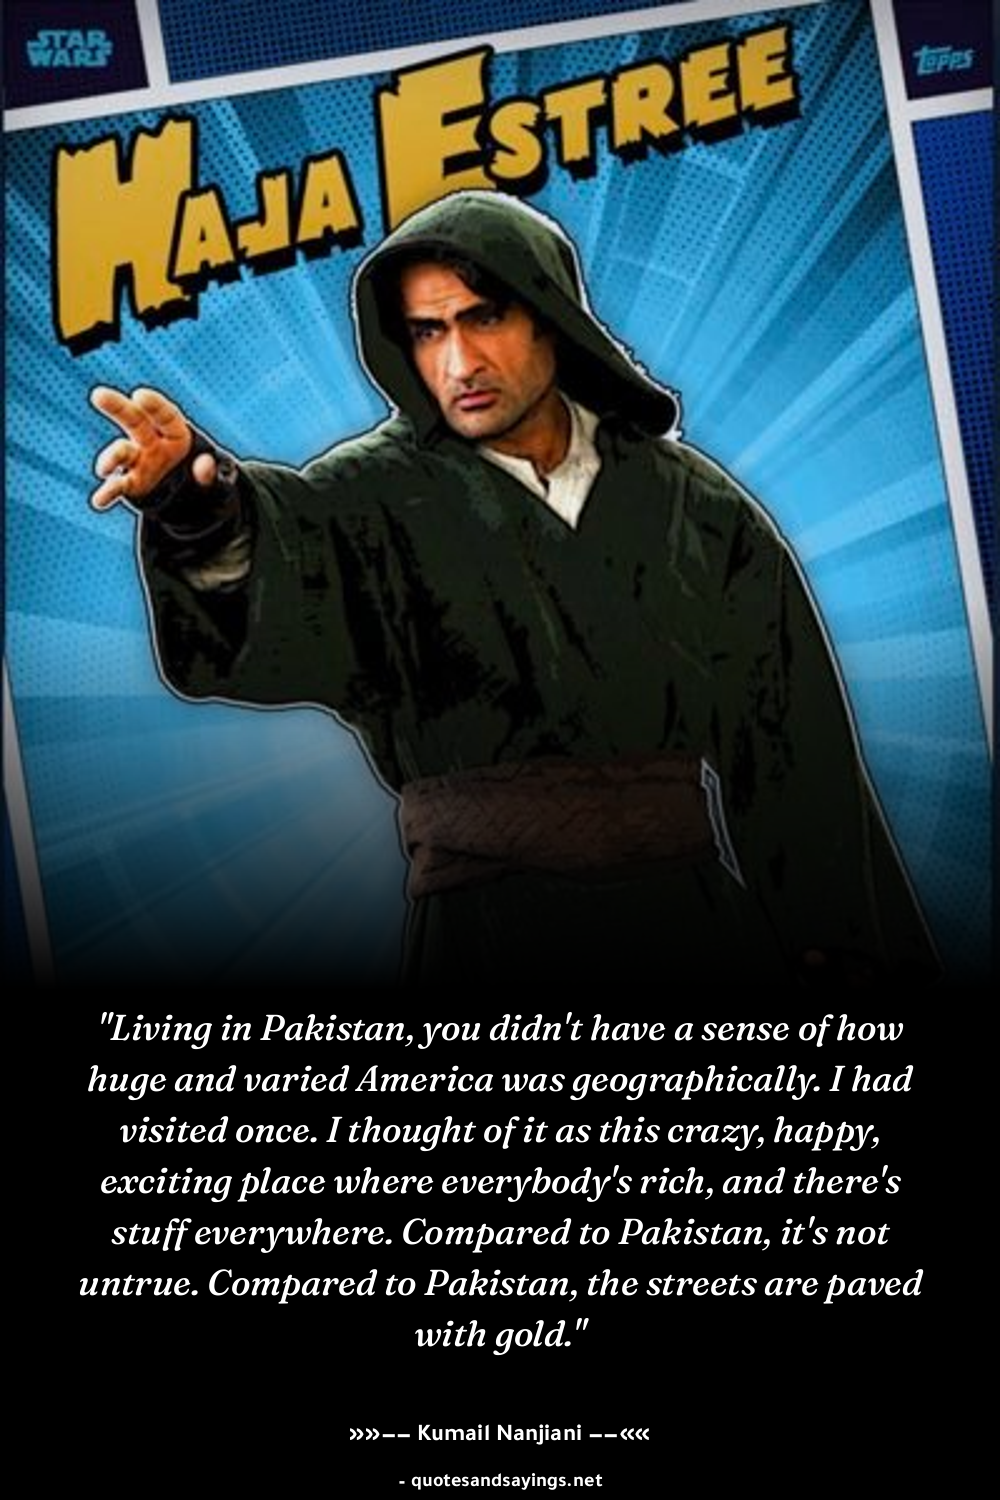 STAR
WARS
TOPPS
HAJA ESTREE
"Living in Pakistan, you didn't have a sense of how
huge and varied America was geographically. I had
visited once. I thought of it as this crazy, happy,
exciting place where everybody's rich, and there's
stuff everywhere. Compared to Pakistan, it's not
untrue. Compared to Pakistan, the streets are paved
with gold."
»»–– Kumail Nanjiani ––««
- quotesandsayings.net